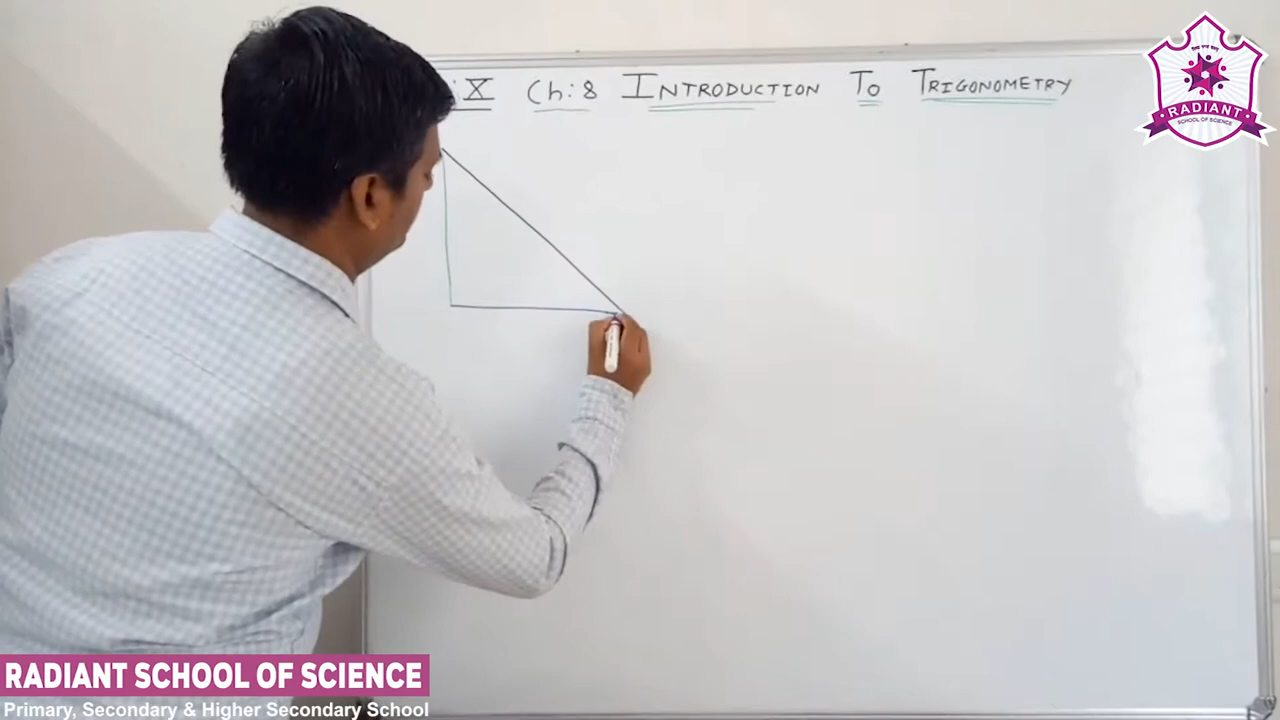 : X Ch:8 INTRODUCTION TO TRIGONOMETRY
RADIANT
SCHOOL OF SCIENCE
RADIANT SCHOOL OF SCIENCE
Primary, Secondary & Higher Secondary School